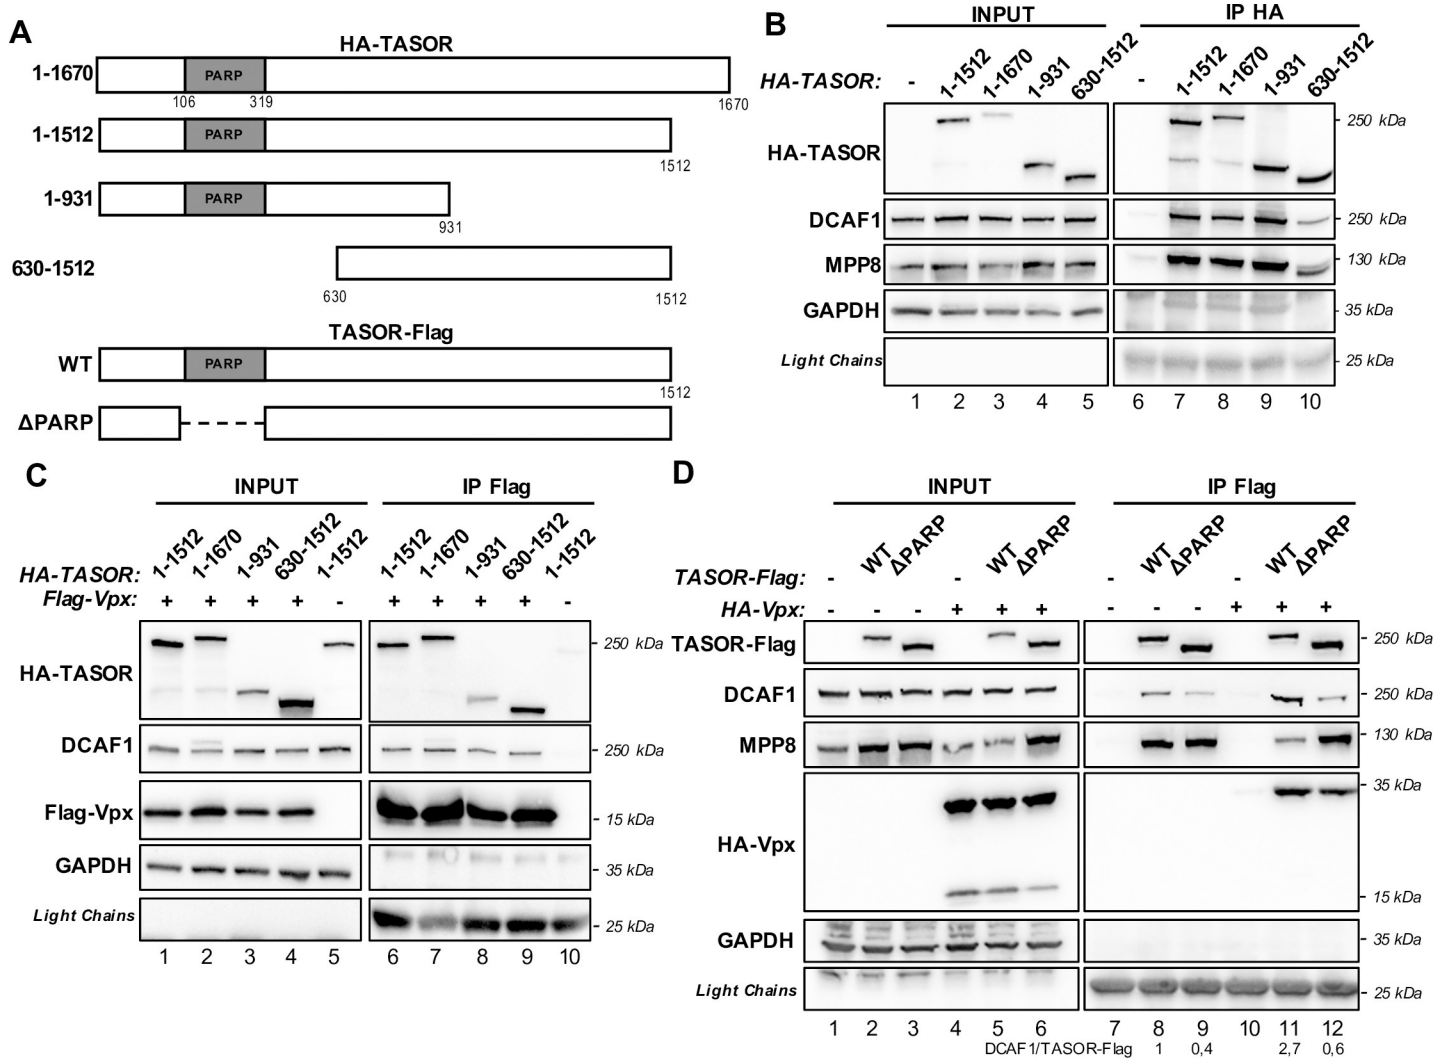 A
HA-TASOR
1-1670
PARP
106
319
1670
1-1512
PARP
1512
1-931
PARP
931
630-1512
630
1512
TASOR-Flag
WT
PARP
1512
ΔPARP
B
INPUT
IP HA
HA-TASOR:
- 1-1512 1-1670 1-931 630-1512
- 1-1512 1-1670 1-931 630-1512
HA-TASOR
250 kDa
DCAF1
250 kDa
MPP8
130 kDa
GAPDH
35 kDa
Light Chains
25 kDa
1 2 3 4 5 6 7 8 9 10
C
INPUT
IP Flag
HA-TASOR:
1-1512 1-1670 1-931 630-1512 1-1512
1-1512 1-1670 1-931 630-1512 1-1512
Flag-Vpx: + + + + - + + + + -
HA-TASOR
250 kDa
DCAF1
250 kDa
Flag-Vpx
15 kDa
GAPDH
35 kDa
Light Chains
25 kDa
1 2 3 4 5 6 7 8 9 10
D
INPUT
IP Flag
TASOR-Flag: - WT ΔPARP - WT ΔPARP - WT ΔPARP - WT ΔPARP
HA-Vpx: - - - + + + - - - + + +
TASOR-Flag
250 kDa
DCAF1
250 kDa
MPP8
130 kDa
35 kDa
HA-Vpx
15 kDa
GAPDH
35 kDa
Light Chains
25 kDa
1 2 3 4 5 6 7 8 9 10 11 12
DCAF1/TASOR-Flag 1 0,4 2,7 0,6